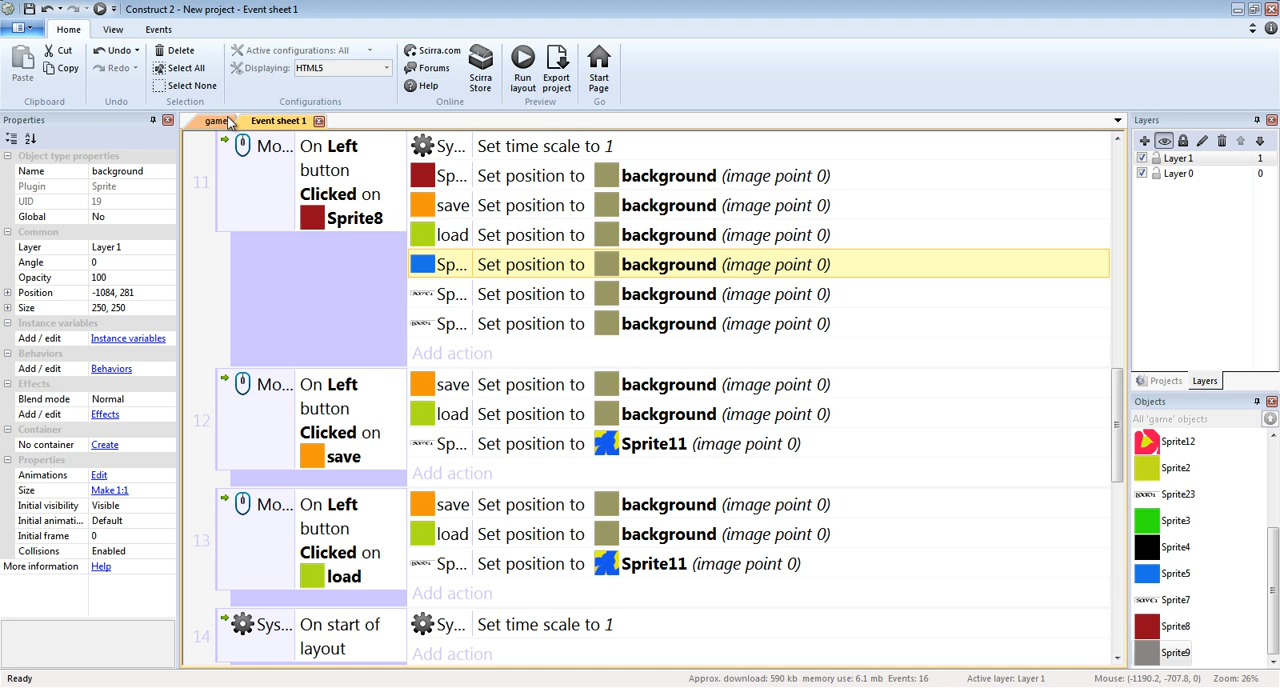 Construct 2 - New project - Event sheet 1
Home View Events
Paste Cut Copy Clipboard
Undo Redo Undo
Delete Select All Select None Selection
Active configurations: All
Displaying: HTML5
Configurations
Scirra.com Forums Help Scirra Store Online
Run layout Export project Preview
Start Page Go
Properties
game Event sheet 1
Object type properties
Name background
Plugin Sprite
UID 19
Global No
Common
Layer Layer 1
Angle 0
Opacity 100
Position -1084, 281
Size 250, 250
Instance variables
Add / edit Instance variables
Behaviors
Add / edit Behaviors
Effects
Blend mode Normal
Add / edit Effects
Container
No container Create
Properties
Animations Edit
Size Make 1:1
Initial visibility Visible
Initial animati... Default
Initial frame 0
Collisions Enabled
More information Help
11 Mo... On Left button Clicked on Sprite8
Sy... Set time scale to 1
Sp... Set position to background (image point 0)
save Set position to background (image point 0)
load Set position to background (image point 0)
Sp... Set position to background (image point 0)
Sp... Set position to background (image point 0)
Sp... Set position to background (image point 0)
Add action
12 Mo... On Left button Clicked on save
save Set position to background (image point 0)
load Set position to background (image point 0)
Sp... Set position to Sprite11 (image point 0)
Add action
13 Mo... On Left button Clicked on load
save Set position to background (image point 0)
load Set position to background (image point 0)
Sp... Set position to Sprite11 (image point 0)
Add action
14 Sys... On start of layout
Sy... Set time scale to 1
Add action
Layers
Layer 1 1
Layer 0 0
Projects Layers
Objects
All 'game' objects
Sprite12
Sprite2
Sprite23
Sprite3
Sprite4
Sprite5
Sprite7
Sprite8
Sprite9
Ready
Approx. download: 590 kb memory use: 6.1 mb Events: 16 Active layer: Layer 1 Mouse: (-1190.2, -707.8, 0) Zoom: 26%